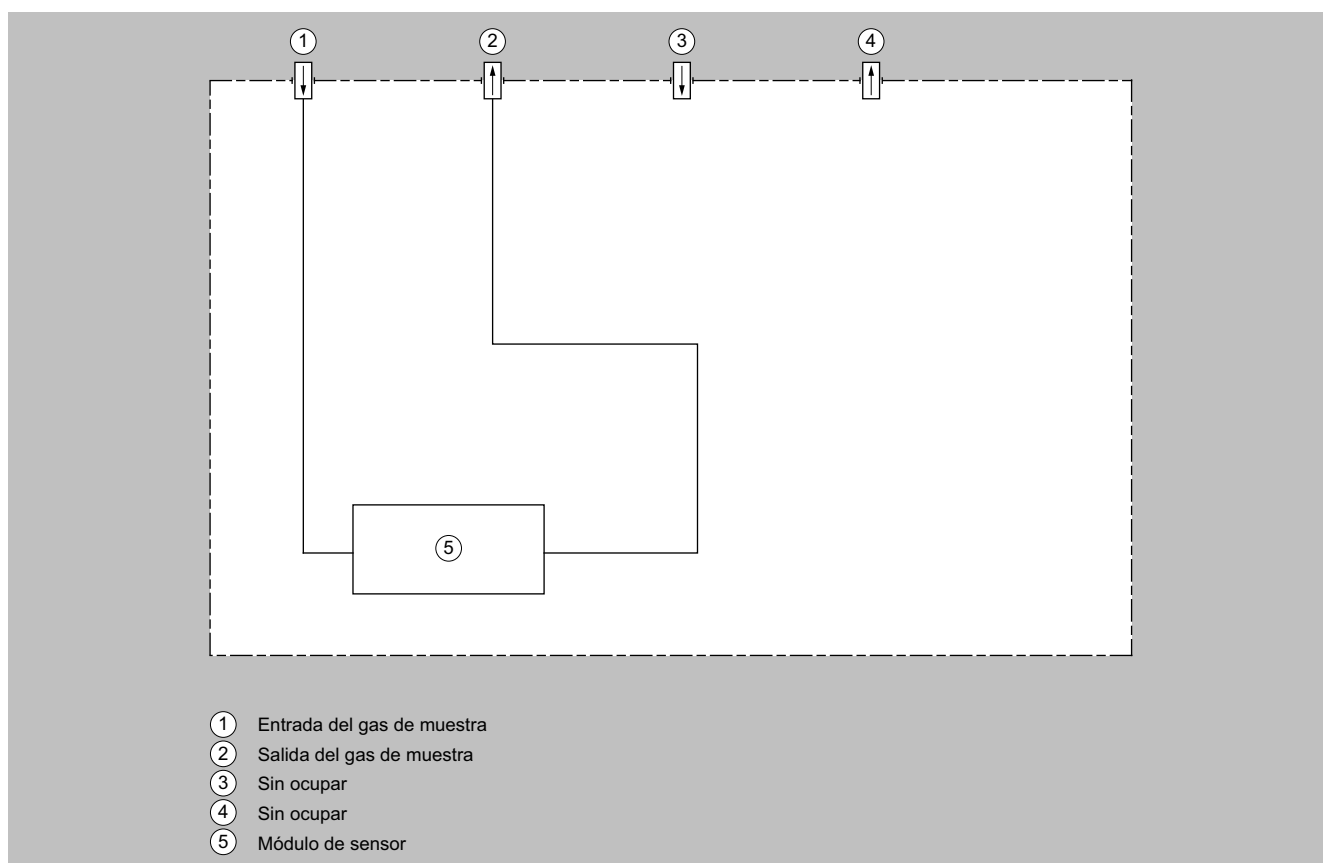 1 2 3 4
5
1 Entrada del gas de muestra
2 Salida del gas de muestra
3 Sin ocupar
4 Sin ocupar
5 Módulo de sensor